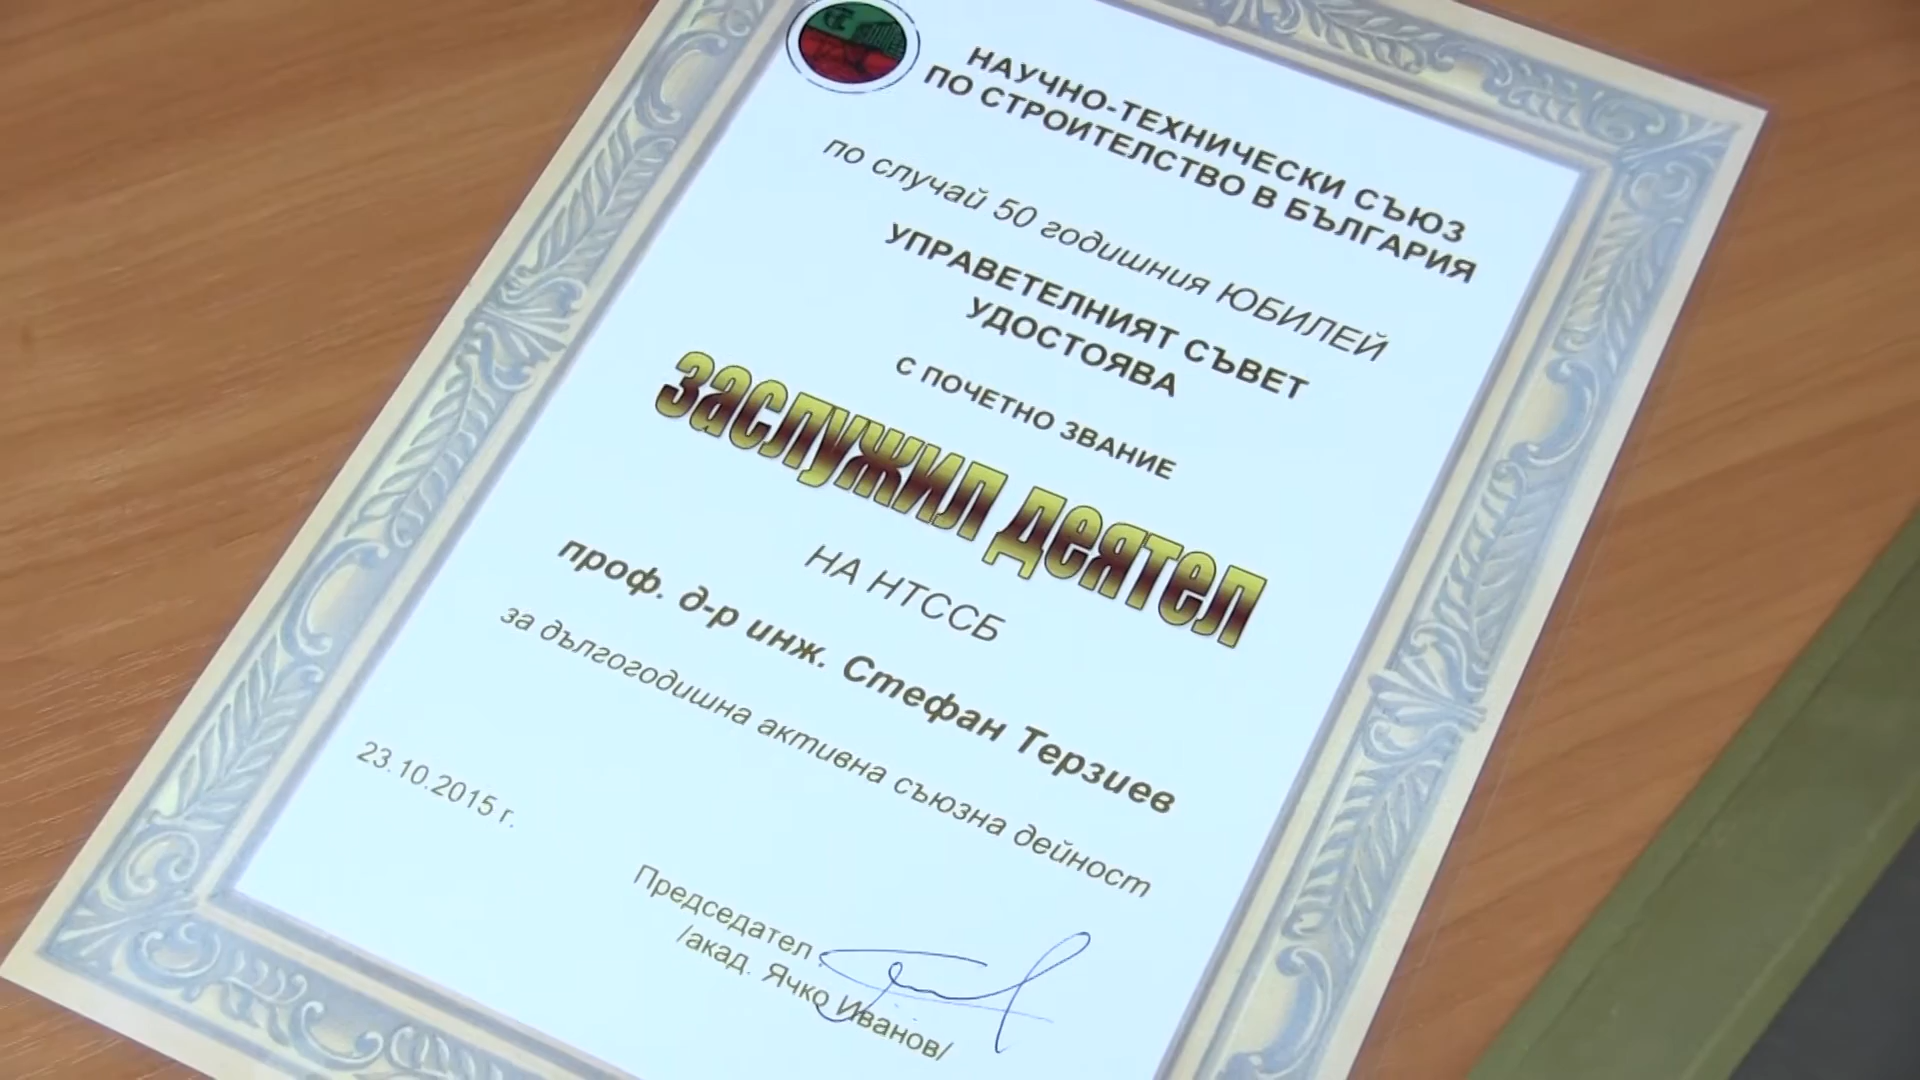 НАУЧНО-ТЕХНИЧЕСКИ СЪЮЗ
ПО СТРОИТЕЛСТВО В БЪЛГАРИЯ
по случай 50 годишния ЮБИЛЕЙ
УПРАВЕТЕЛНИЯТ СЪВЕТ
УДОСТОЯВА
С ПОЧЕТНО ЗВАНИЕ
заслужил деятел
НА НТССБ
проф. д-р инж. Стефан Терзиев
за дългогодишна активна съюзна дейност
23.10.2015 г.
Председател :
/акад. Ячко Иванов/